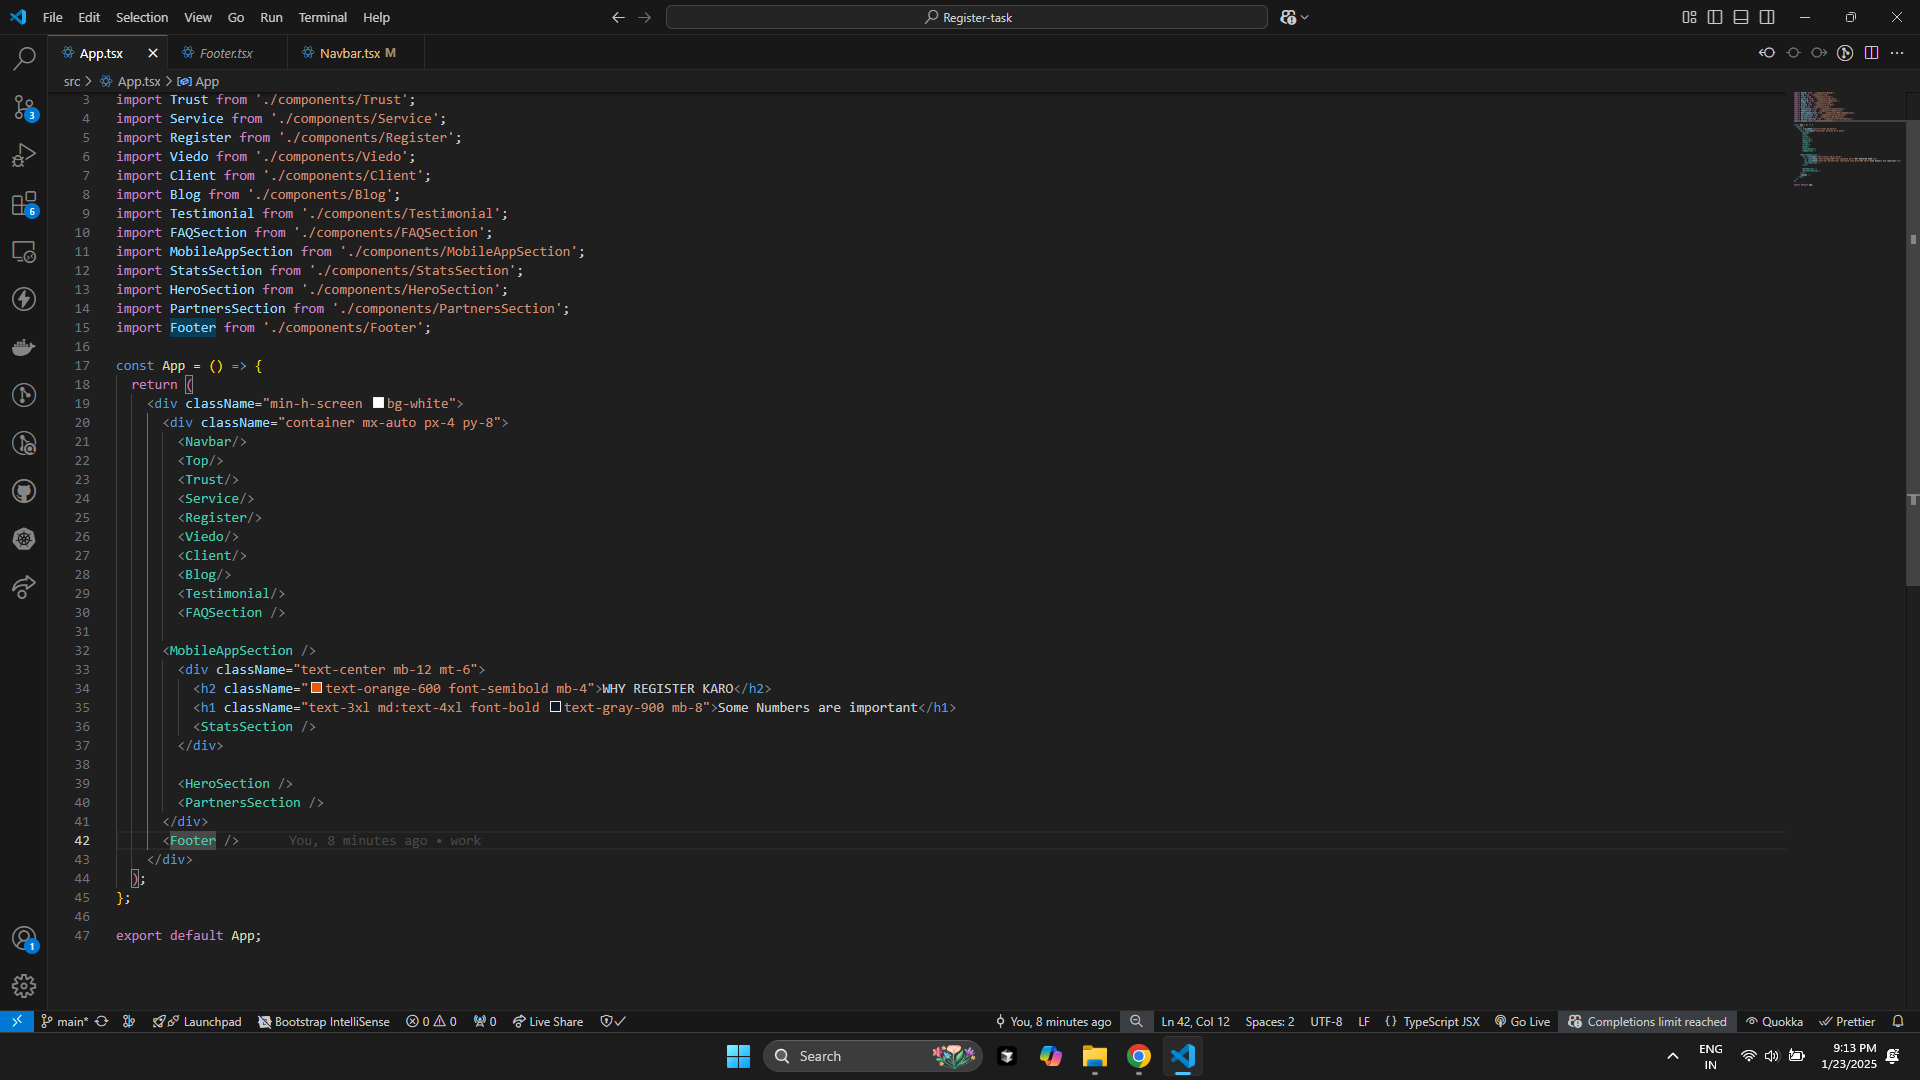 File Edit Selection View Go Run Terminal Help
Register-task
App.tsx
Footer.tsx
Navbar.tsx M
src > App.tsx > App
3 import Trust from './components/Trust';
4 import Service from './components/Service';
5 import Register from './components/Register';
6 import Viedo from './components/Viedo';
7 import Client from './components/Client';
8 import Blog from './components/Blog';
9 import Testimonial from './components/Testimonial';
10 import FAQSection from './components/FAQSection';
11 import MobileAppSection from './components/MobileAppSection';
12 import StatsSection from './components/StatsSection';
13 import HeroSection from './components/HeroSection';
14 import PartnersSection from './components/PartnersSection';
15 import Footer from './components/Footer';
16
17 const App = () => {
18 return (
19 <div className="min-h-screen bg-white">
20 <div className="container mx-auto px-4 py-8">
21 <Navbar/>
22 <Top/>
23 <Trust/>
24 <Service/>
25 <Register/>
26 <Viedo/>
27 <Client/>
28 <Blog/>
29 <Testimonial/>
30 <FAQSection />
31
32 <MobileAppSection />
33 <div className="text-center mb-12 mt-6">
34 <h2 className="text-orange-600 font-semibold mb-4">WHY REGISTER KARO</h2>
35 <h1 className="text-3xl md:text-4xl font-bold text-gray-900 mb-8">Some Numbers are important</h1>
36 <StatsSection />
37 </div>
38
39 <HeroSection />
40 <PartnersSection />
41 </div>
42 <Footer /> You, 8 minutes ago • work
43 </div>
44 );
45 };
46
47 export default App;
3
6
1
main* Launchpad Bootstrap IntelliSense 0 0 0 Live Share
You, 8 minutes ago Ln 42, Col 12 Spaces: 2 UTF-8 LF {} TypeScript JSX Go Live Completions limit reached Quokka Prettier
Search
ENG
IN
9:13 PM
1/23/2025